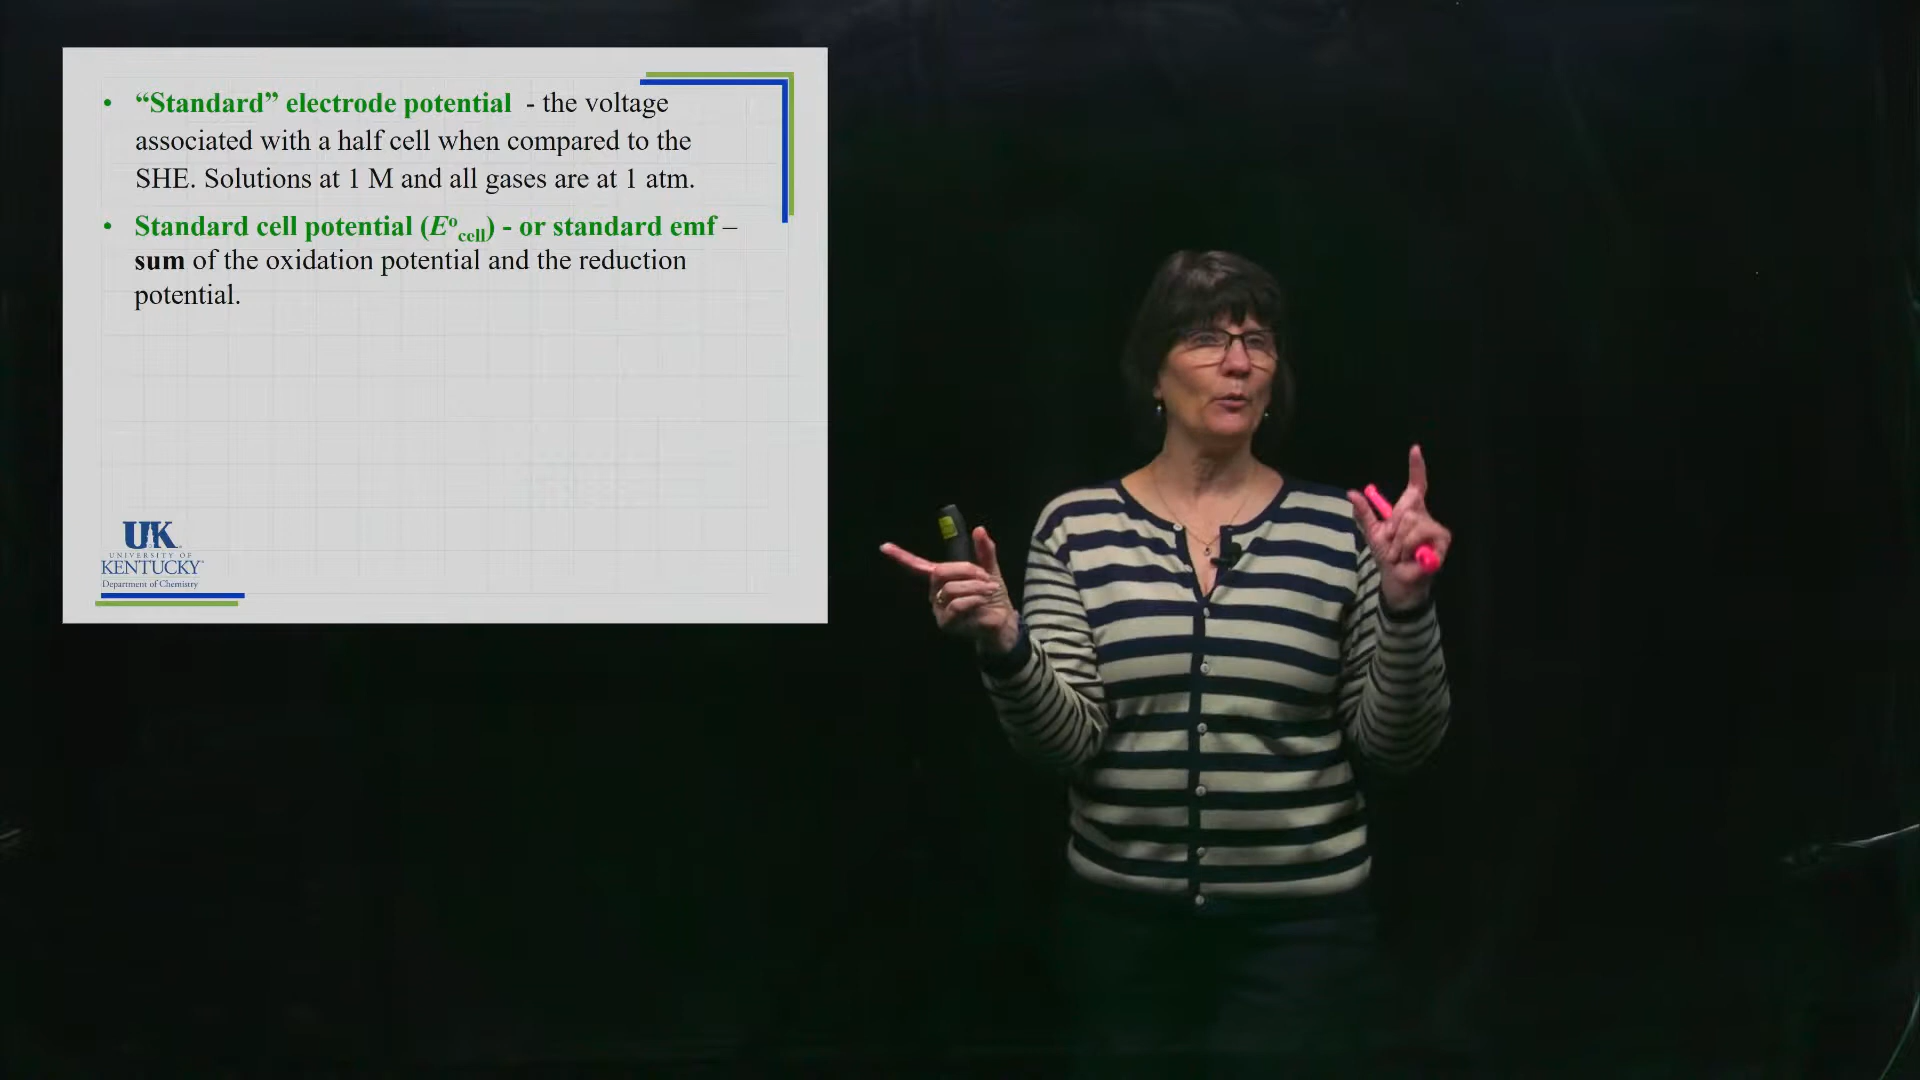 • “Standard” electrode potential - the voltage
associated with a half cell when compared to the
SHE. Solutions at 1 M and all gases are at 1 atm.
• Standard cell potential (E°cell) - or standard emf –
sum of the oxidation potential and the reduction
potential.
UK
UNIVERSITY OF
KENTUCKY
Department of Chemistry